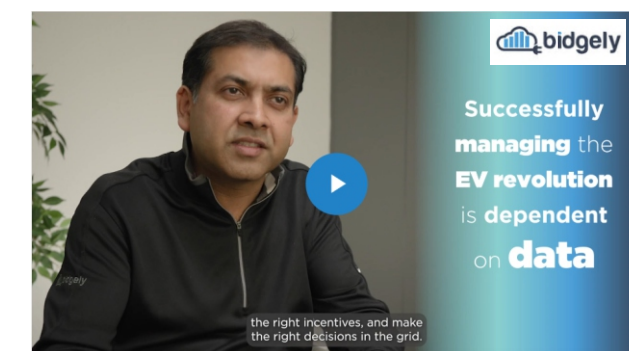 bidgely
Successfully
managing the
EV revolution
is dependent
on data
bidgely
the right incentives, and make
the right decisions in the grid.